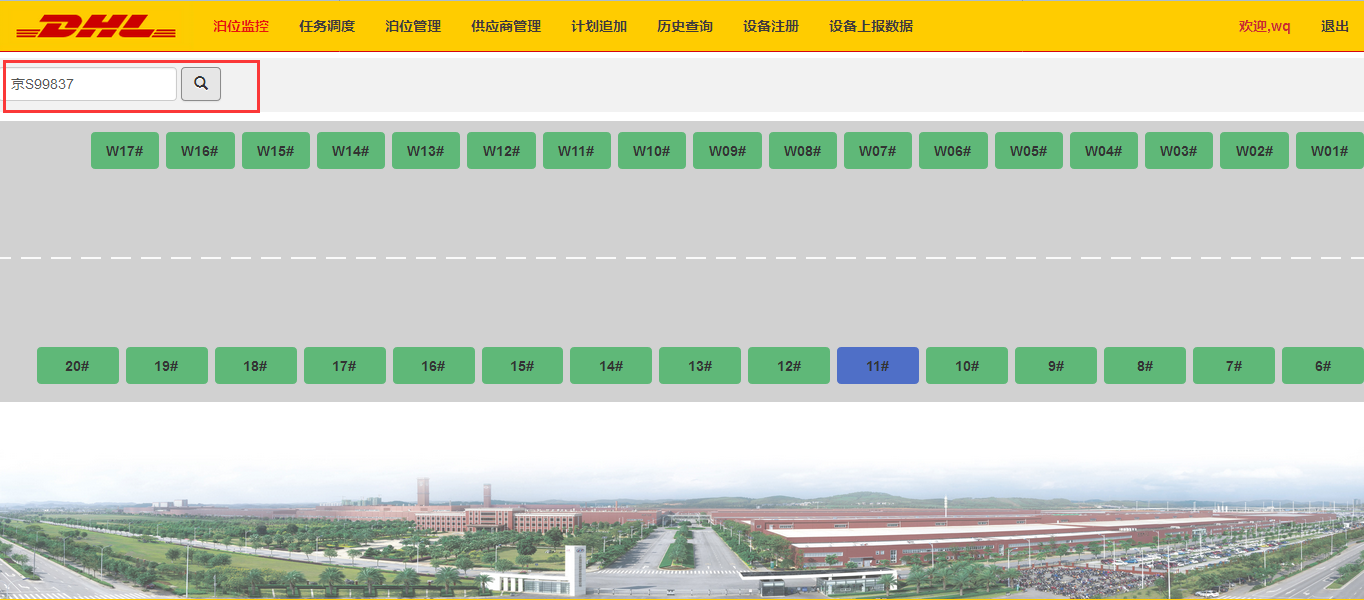 DHL 泊位监控 任务调度 泊位管理 供应商管理 计划追加 历史查询 设备注册 设备上报数据 欢迎,wq 退出
京S99837
W17# W16# W15# W14# W13# W12# W11# W10# W09# W08# W07# W06# W05# W04# W03# W02# W01#
20# 19# 18# 17# 16# 15# 14# 13# 12# 11# 10# 9# 8# 7# 6#